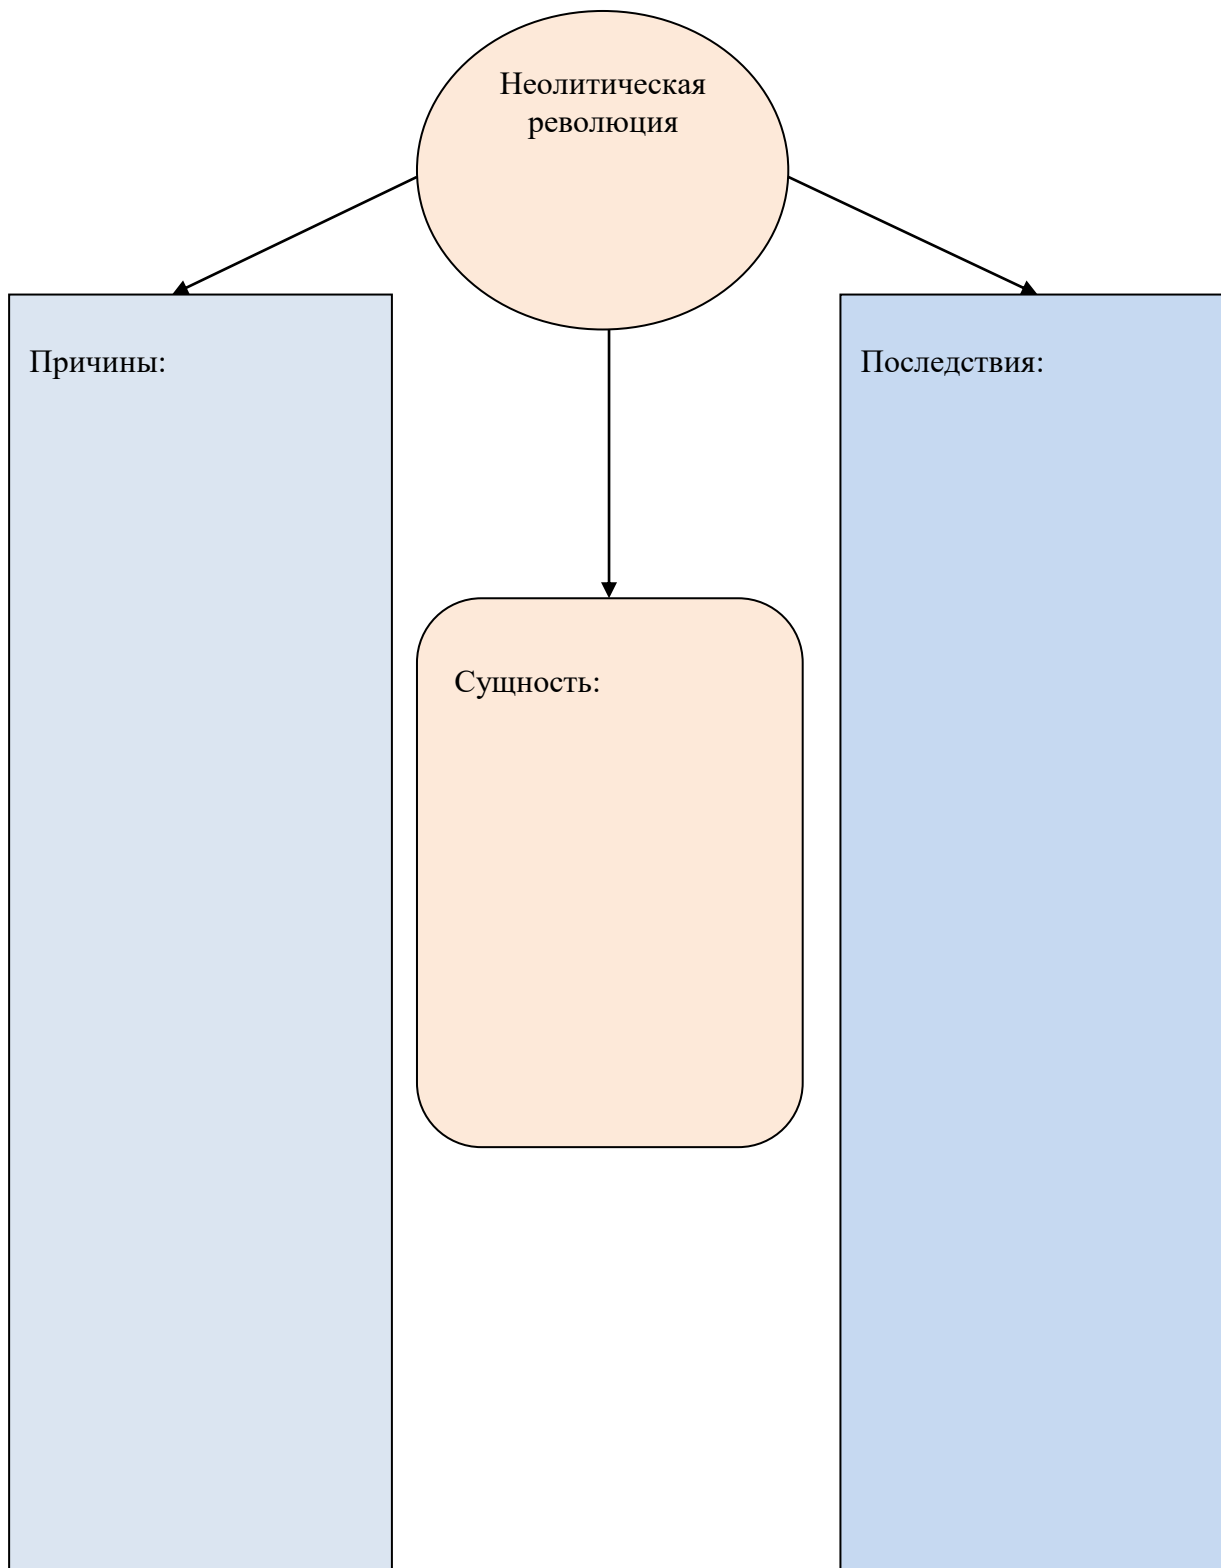 Неолитическая
революция
Причины:
Последствия:
Сущность: